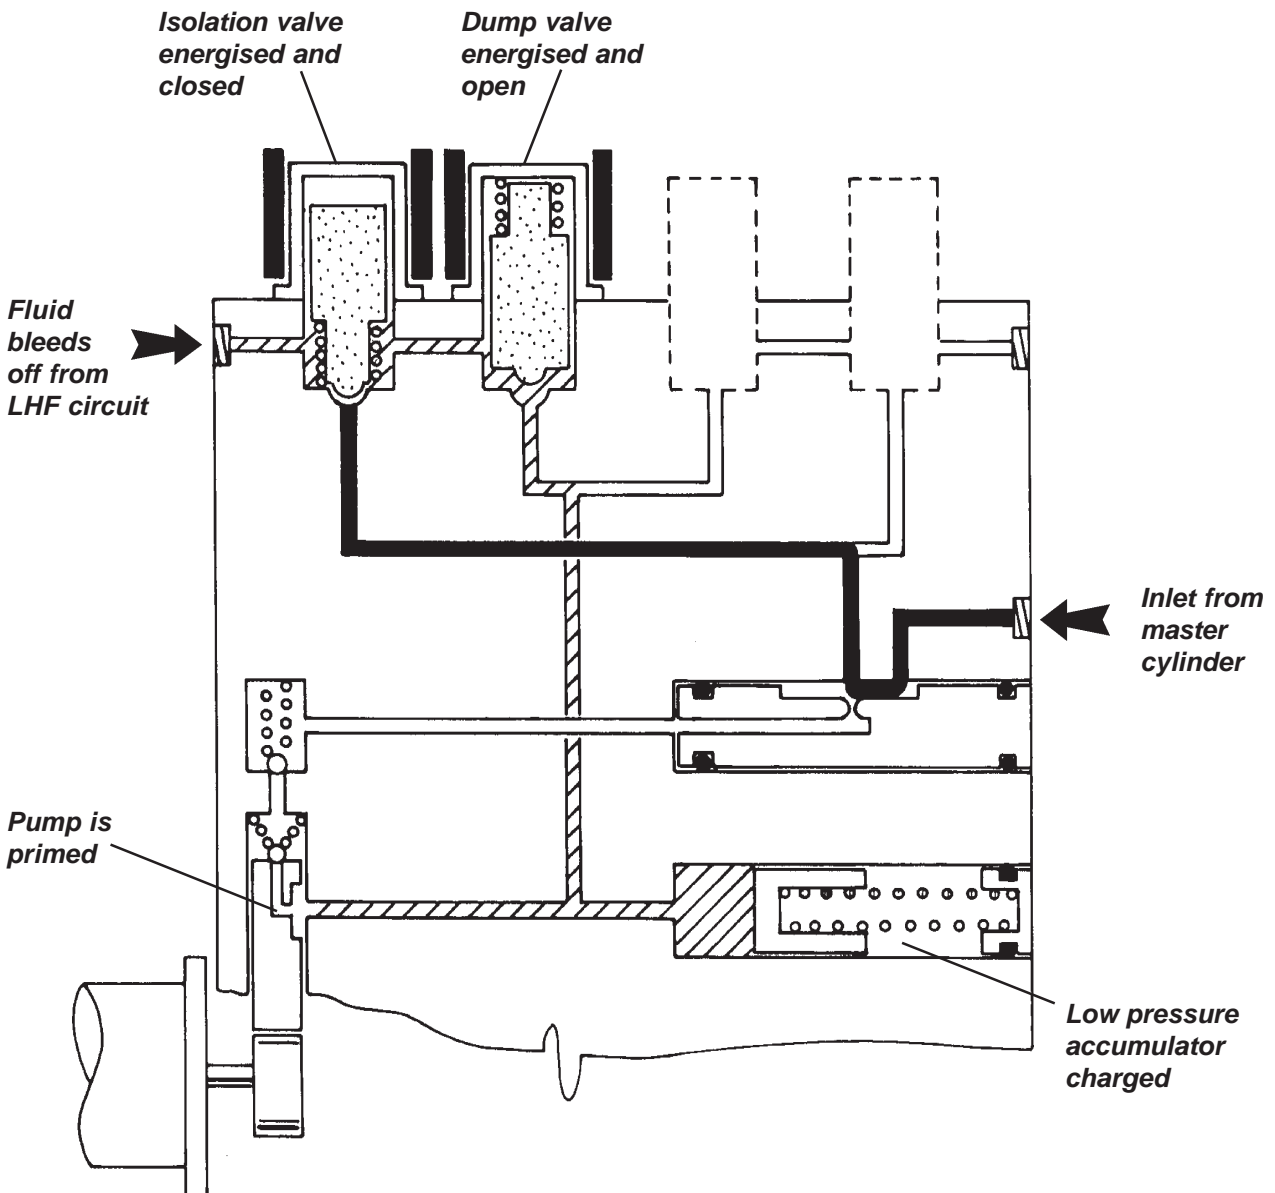 Isolation valve
energised and
closed
Dump valve
energised and
open
Fluid
bleeds
off from
LHF circuit
Inlet from
master
cylinder
Pump is
primed
Low pressure
accumulator
charged